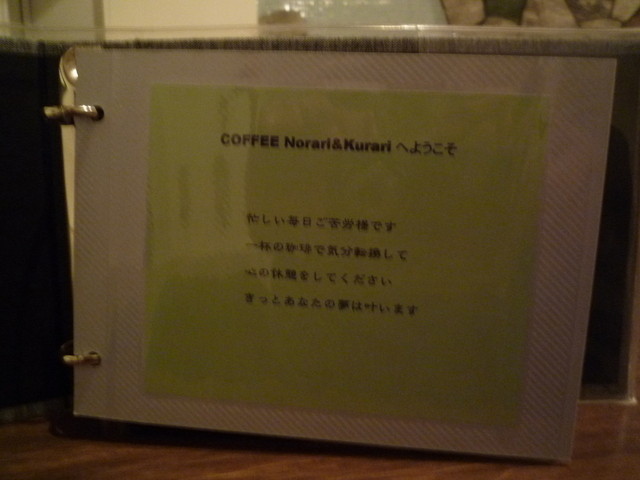 COFFEE Norari&Kurari へようこそ
忙しい毎日ご苦労様です
一杯の珈琲で気分転換して
心の休憩をしてください
きっとあなたの夢は叶います